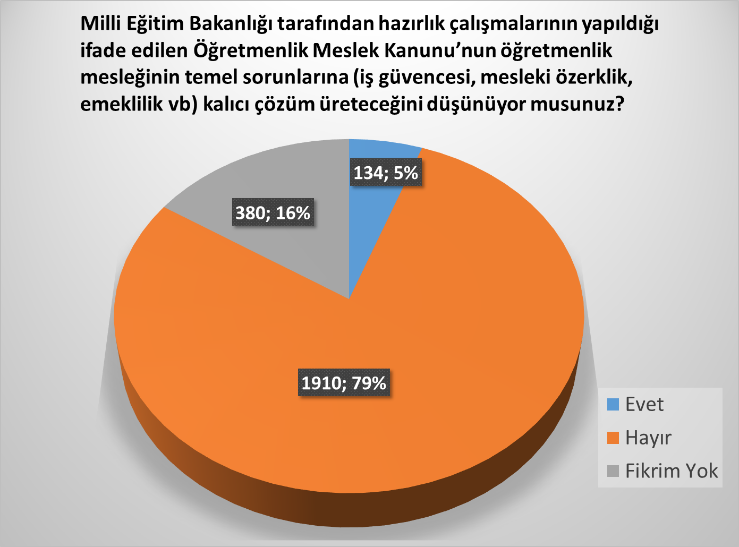 Milli Eğitim Bakanlığı tarafından hazırlık çalışmalarının yapıldığı
ifade edilen Öğretmenlik Meslek Kanunu’nun öğretmenlik
mesleğinin temel sorunlarına (iş güvencesi, mesleki özerklik,
emeklilik vb) kalıcı çözüm üreteceğini düşünüyor musunuz?
134; 5%
380; 16%
1910; 79%
Evet
Hayır
Fikrim Yok